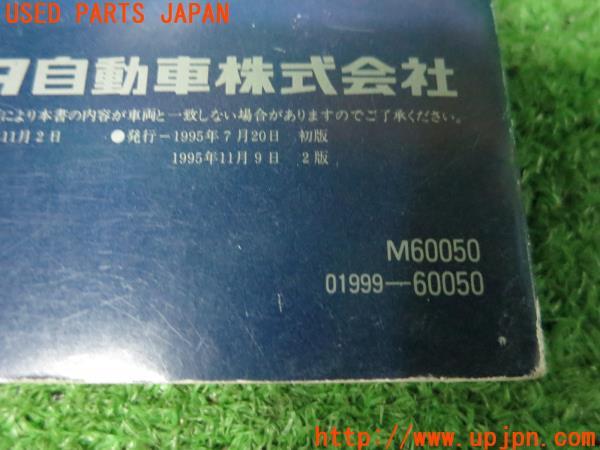 USED PARTS JAPAN
タ自動車株式会社
により本書の内容が車両と一致しない場合がありますのでご了承ください。
11月2日 ●発行－1995年7月20日 初版
1995年11月9日 2版
M60050
01999－60050
UsedPartsJapan
http://www.upjpn.com/